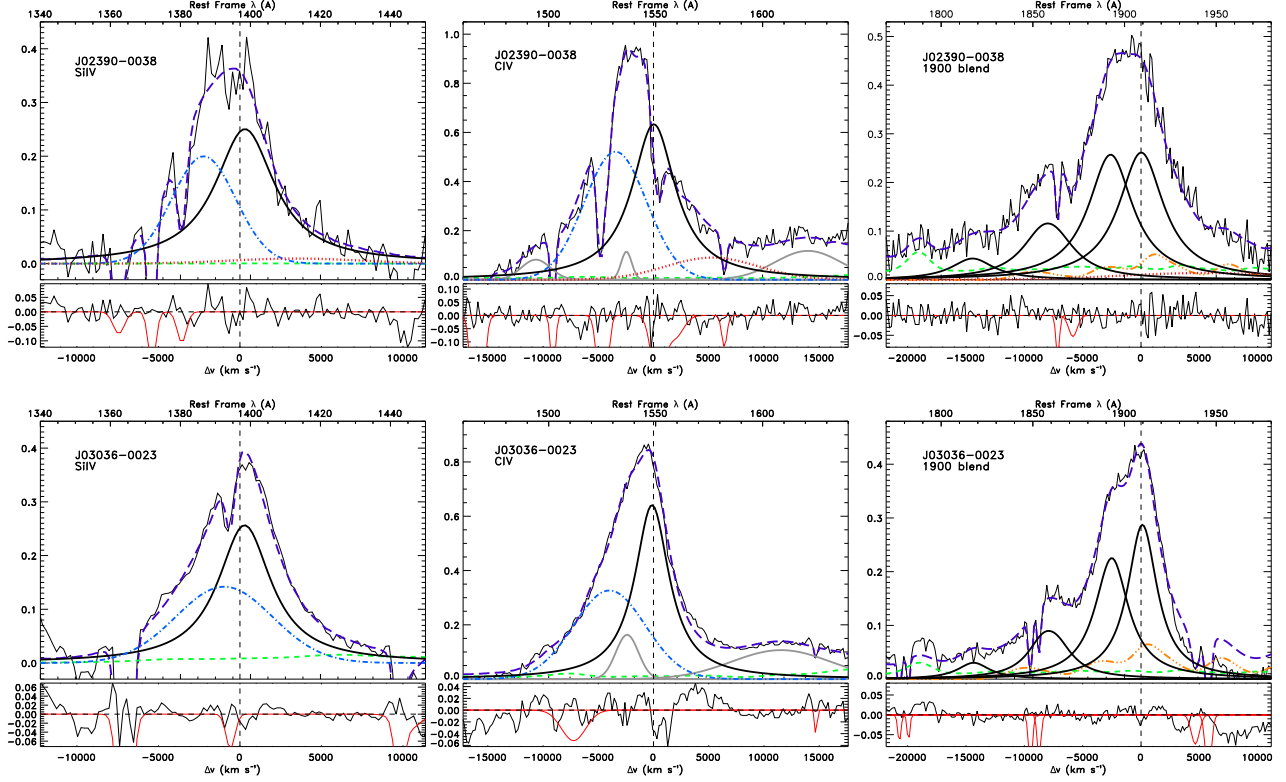 Rest Frame λ (A)
1340 1360 1380 1400 1420 1440
J02390-0038
SiIV
0.4
0.3
0.2
0.1
0.0
0.05
0.00
-0.05
-0.10
-10000 -5000 0 5000 10000
Δv (km s⁻¹)
Rest Frame λ (A)
1500 1550 1600
J02390-0038
CIV
1.0
0.8
0.6
0.4
0.2
0.0
0.10
0.05
0.00
-0.05
-0.10
-15000 -10000 -5000 0 5000 10000 15000
Δv (km s⁻¹)
Rest Frame λ (A)
1800 1850 1900 1950
J02390-0038
1900 blend
0.5
0.4
0.3
0.2
0.1
0.0
0.05
0.00
-0.05
-20000 -15000 -10000 -5000 0 5000 10000
Δv (km s⁻¹)
Rest Frame λ (A)
1340 1360 1380 1400 1420 1440
J03036-0023
SiIV
0.4
0.3
0.2
0.1
0.0
0.06
0.04
0.02
0.00
-0.02
-0.04
-0.06
-10000 -5000 0 5000 10000
Δv (km s⁻¹)
Rest Frame λ (A)
1500 1550 1600
J03036-0023
CIV
0.8
0.6
0.4
0.2
0.0
0.04
0.02
0.00
-0.02
-0.04
-0.06
-15000 -10000 -5000 0 5000 10000 15000
Δv (km s⁻¹)
Rest Frame λ (A)
1800 1850 1900 1950
J03036-0023
1900 blend
0.4
0.3
0.2
0.1
0.0
0.05
0.00
-0.05
-20000 -15000 -10000 -5000 0 5000 10000
Δv (km s⁻¹)